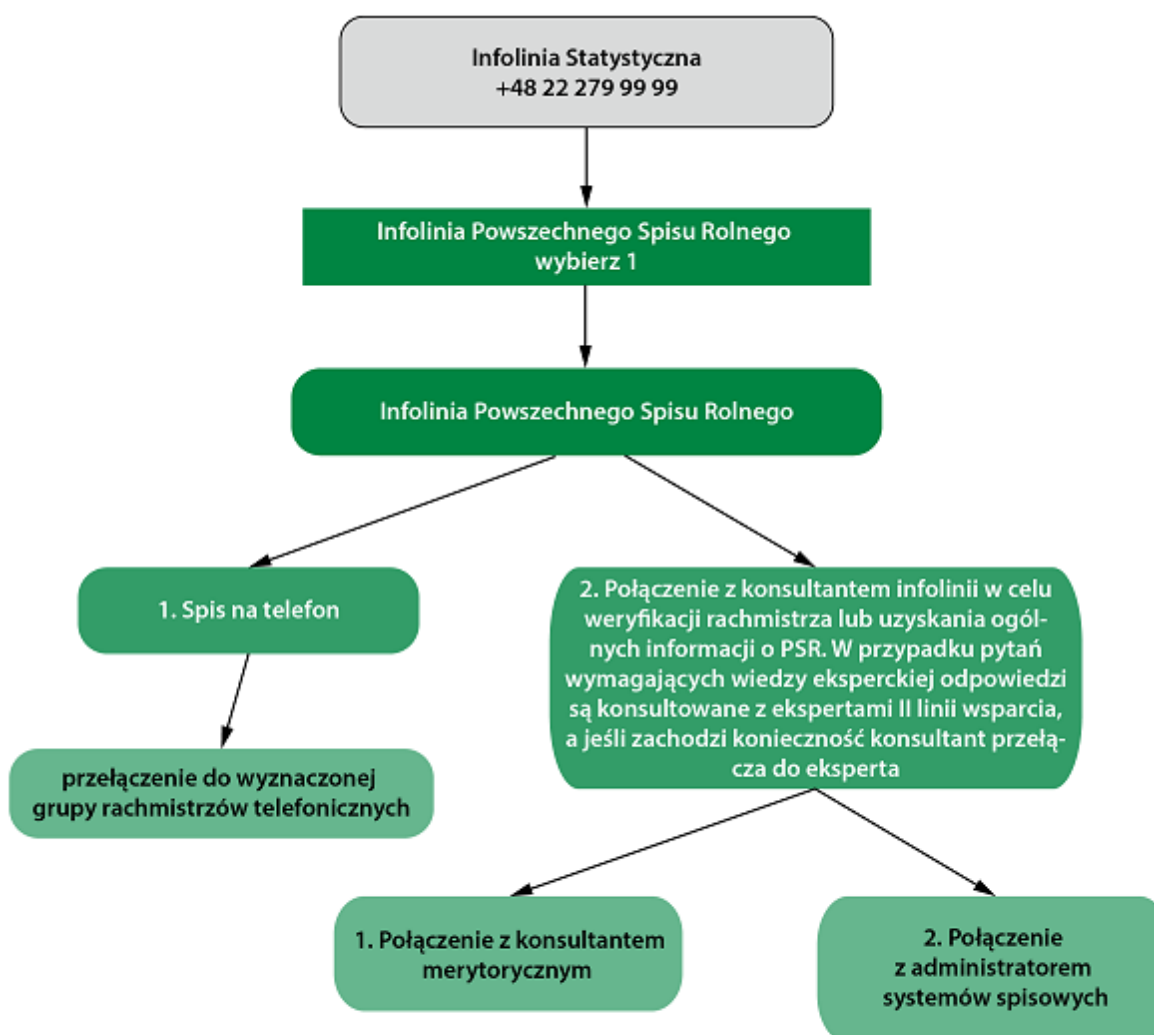 Infolinia Statystyczna
+48 22 279 99 99
Infolinia Powszechnego Spisu Rolnego
wybierz 1
Infolinia Powszechnego Spisu Rolnego
1. Spis na telefon
2. Połączenie z konsultantem infolinii w celu
weryfikacji rachmistrza lub uzyskania ogól-
nych informacji o PSR. W przypadku pytań
wymagających wiedzy eksperckiej odpowiedzi
są konsultowane z ekspertami II linii wsparcia,
a jeśli zachodzi konieczność konsultant przełą-
cza do eksperta
przełączenie do wyznaczonej
grupy rachmistrzów telefonicznych
1. Połączenie z konsultantem
merytorycznym
2. Połączenie
z administratorem
systemów spisowych